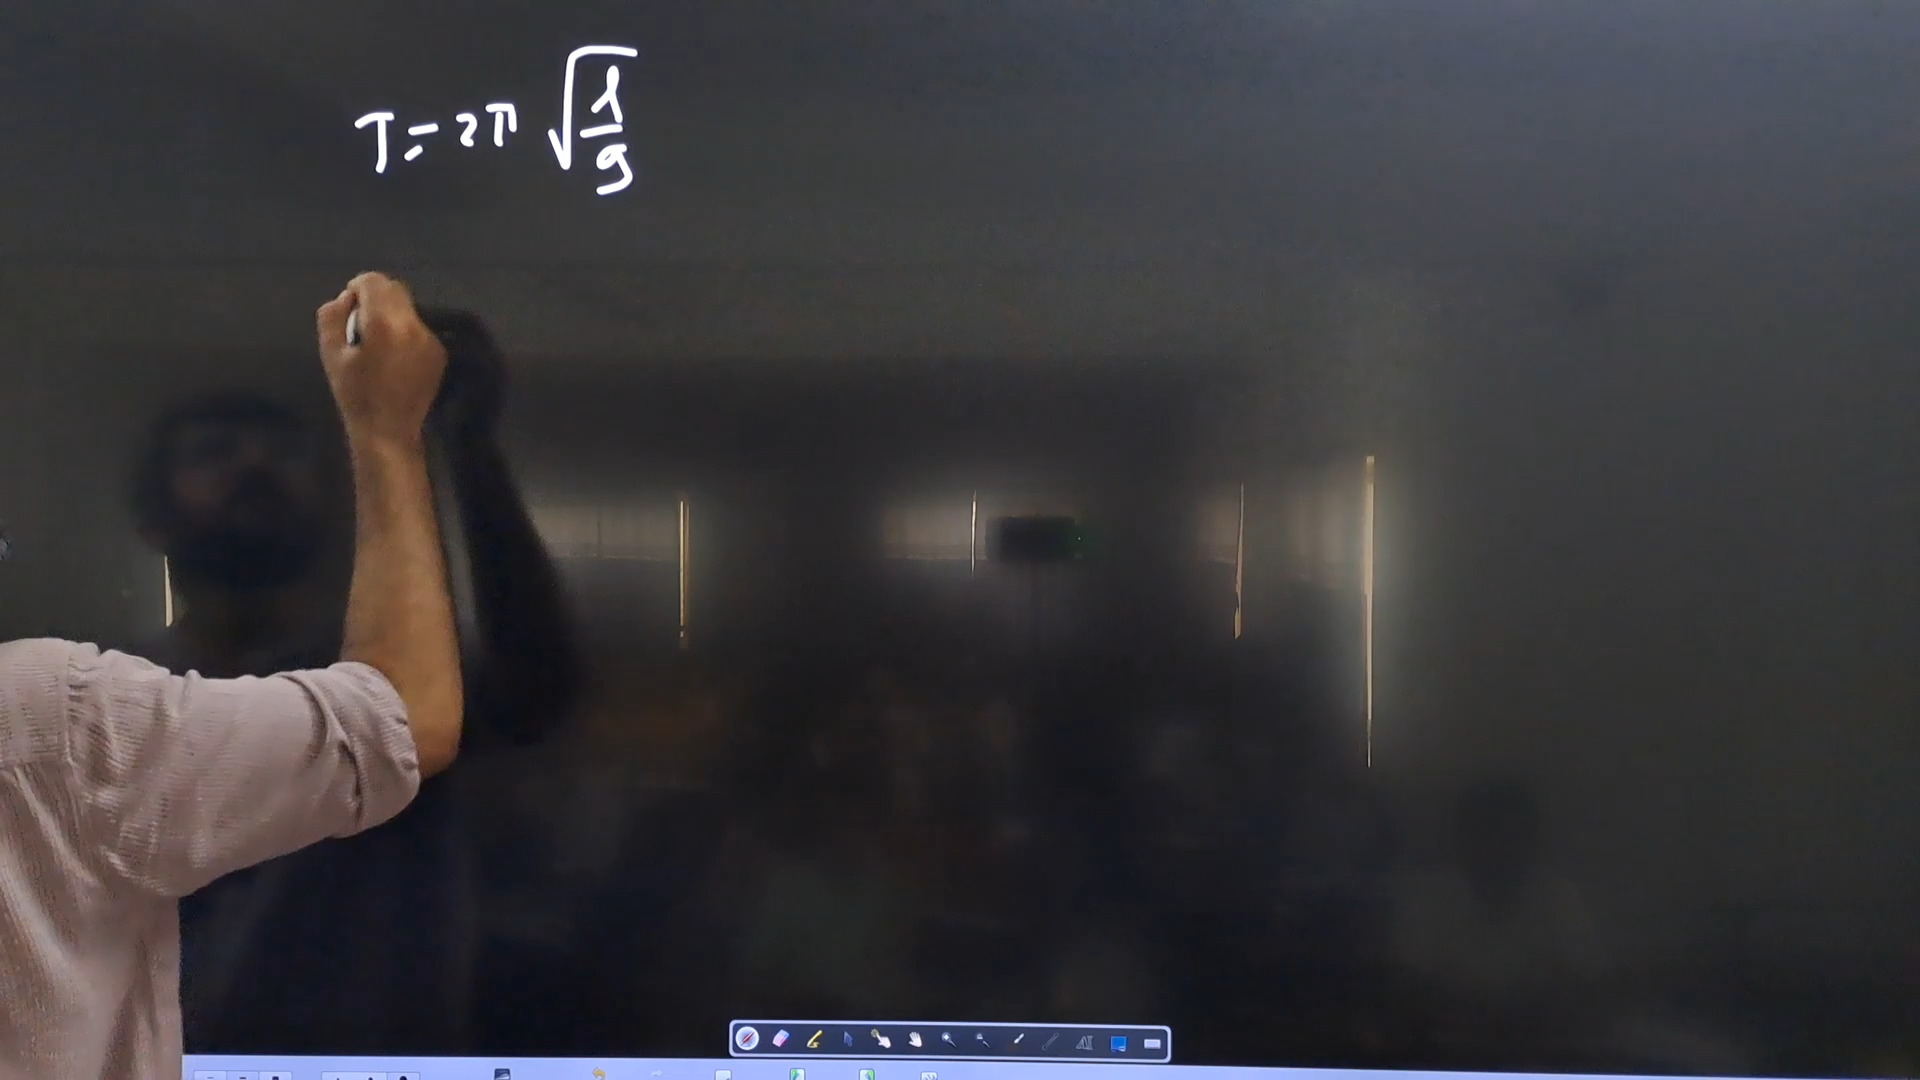 T = 2π √(l/g)